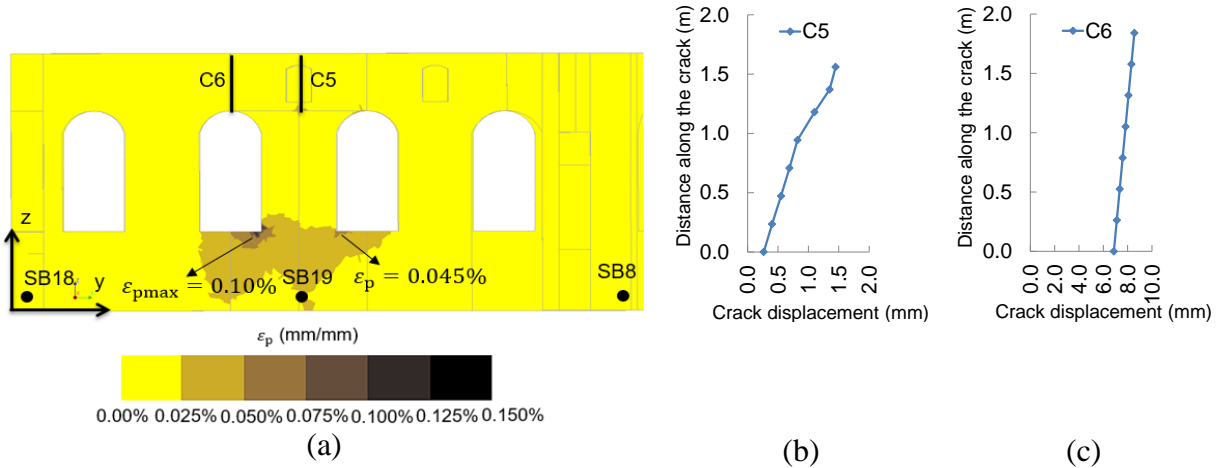 C6
C5
z
SB18
y
εpmax = 0.10%
SB19
εp = 0.045%
SB8
εp (mm/mm)
0.00% 0.025% 0.050% 0.075% 0.100% 0.125% 0.150%
(a)
Distance along the crack (m)
2.0
1.5
1.0
0.5
0.0
C5
0.0 0.5 1.0 1.5 2.0
Crack displacement (mm)
(b)
Distance along the crack (m)
2.0
1.5
1.0
0.5
0.0
C6
0.0 2.0 4.0 6.0 8.0 10.0
Crack displacement (mm)
(c)